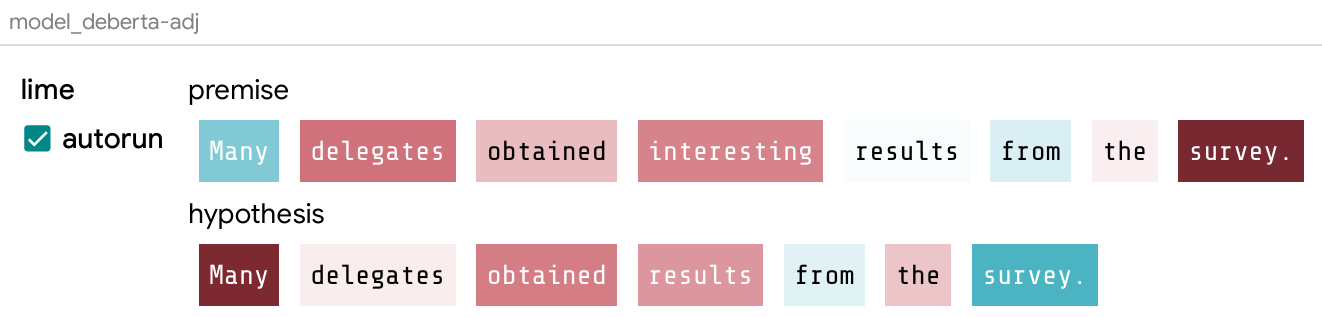 model_deberta-adj
lime
premise
autorun
Many delegates obtained interesting results from the survey.
hypothesis
Many delegates obtained results from the survey.